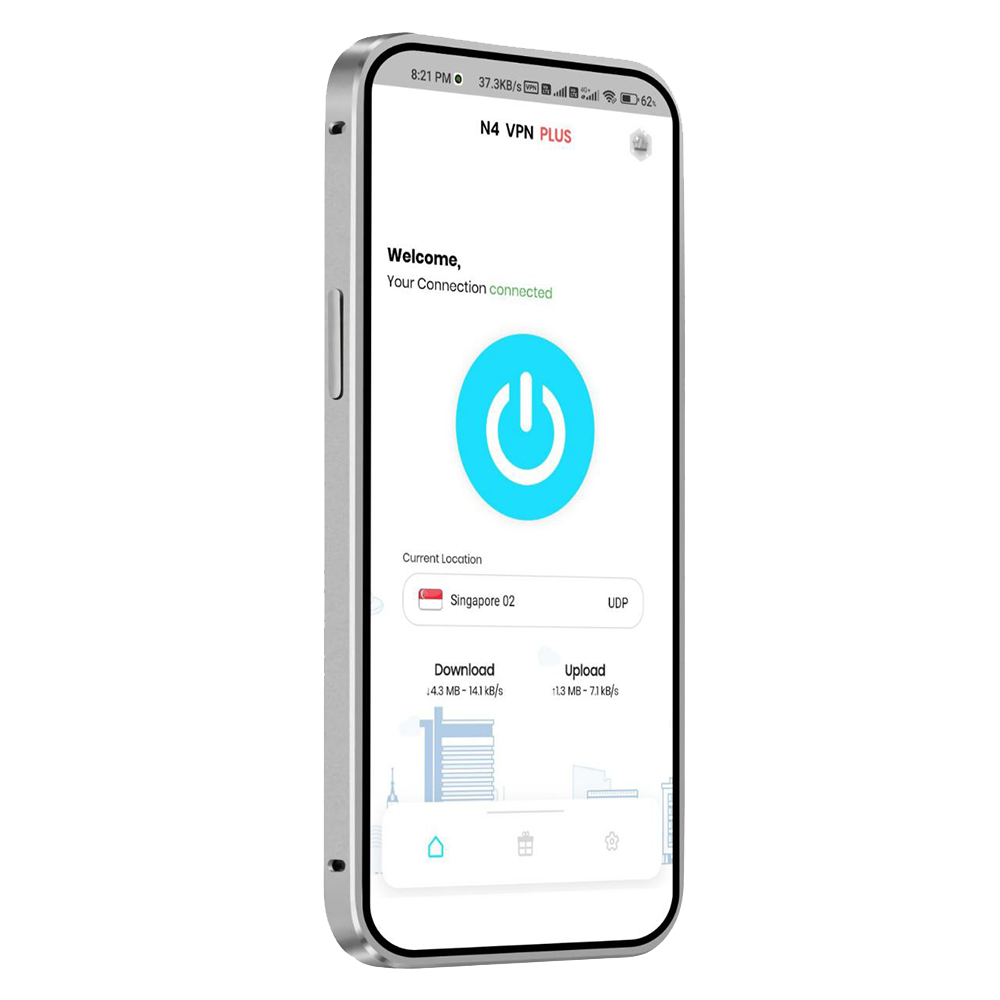 8:21 PM 37.3KB/s VPN 62%
N4 VPN PLUS
Welcome,
Your Connection connected
Current Location
Singapore 02 UDP
Download Upload
↓4.3 MB - 14.1 kB/s ↑1.3 MB - 7.1 kB/s